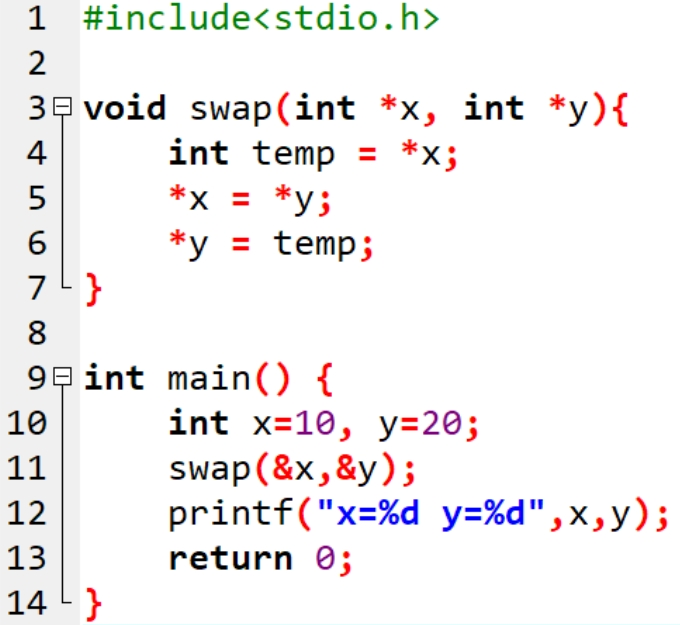 1 #include<stdio.h>
2
3 void swap(int *x, int *y){
4     int temp = *x;
5     *x = *y;
6     *y = temp;
7 }
8
9 int main() {
10     int x=10, y=20;
11     swap(&x,&y);
12     printf("x=%d y=%d",x,y);
13     return 0;
14 }